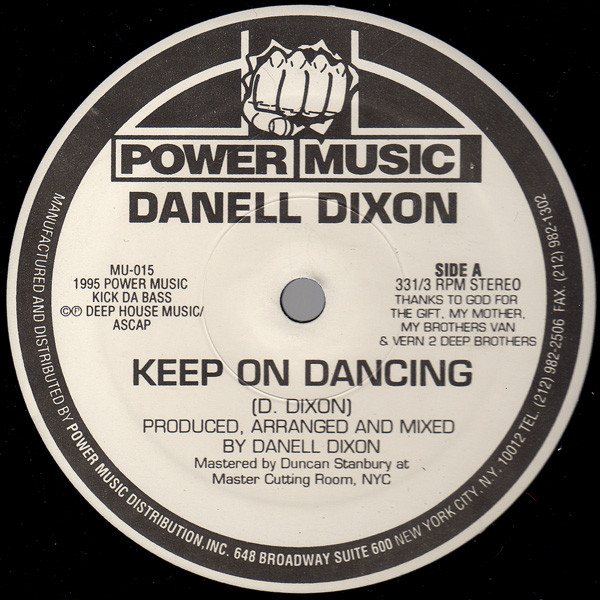 POWER MUSIC
DANELL DIXON
MU-015
1995 POWER MUSIC
KICK DA BASS
©℗ DEEP HOUSE MUSIC/
ASCAP
SIDE A
331/3 RPM STEREO
THANKS TO GOD FOR
THE GIFT, MY MOTHER,
MY BROTHERS VAN
& VERN 2 DEEP BROTHERS
KEEP ON DANCING
(D. DIXON)
PRODUCED, ARRANGED AND MIXED
BY DANELL DIXON
Mastered by Duncan Stanbury at
Master Cutting Room, NYC
MANUFACTURED AND DISTRIBUTED BY POWER MUSIC DISTRIBUTION, INC. 648 BROADWAY SUITE 600 NEW YORK CITY. N.Y. 10012 TEL. (212) 982-2506 FAX. (212) 982-1302